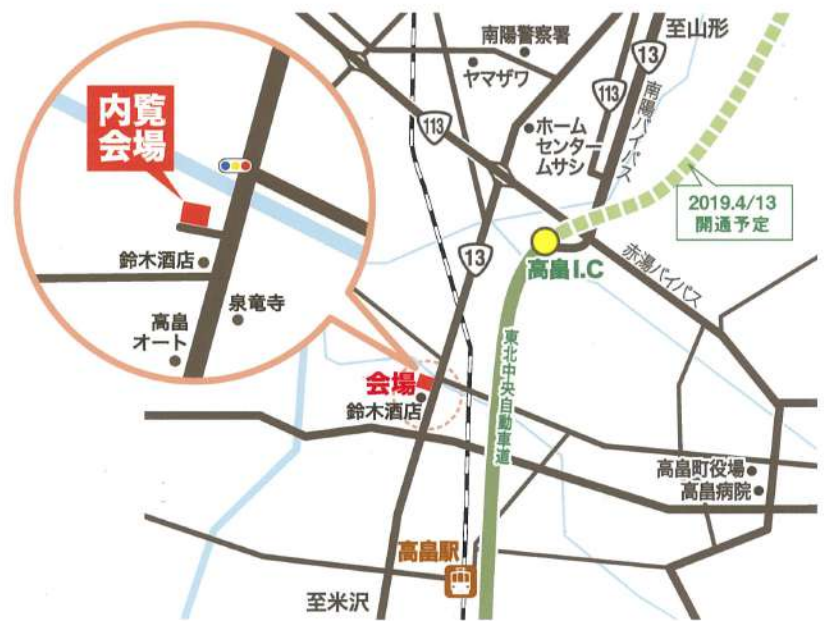 南陽警察署
ヤマザワ
13
至山形
113
113
南陽バイパス
ホーム
センター
ムサシ
内覧
会場
2019.4/13
開通予定
鈴木酒店
13
高畠I.C
赤湯バイパス
泉竜寺
高畠
オート
東北中央自動車道
会場
鈴木酒店
高畠町役場
高畠病院
高畠駅
至米沢